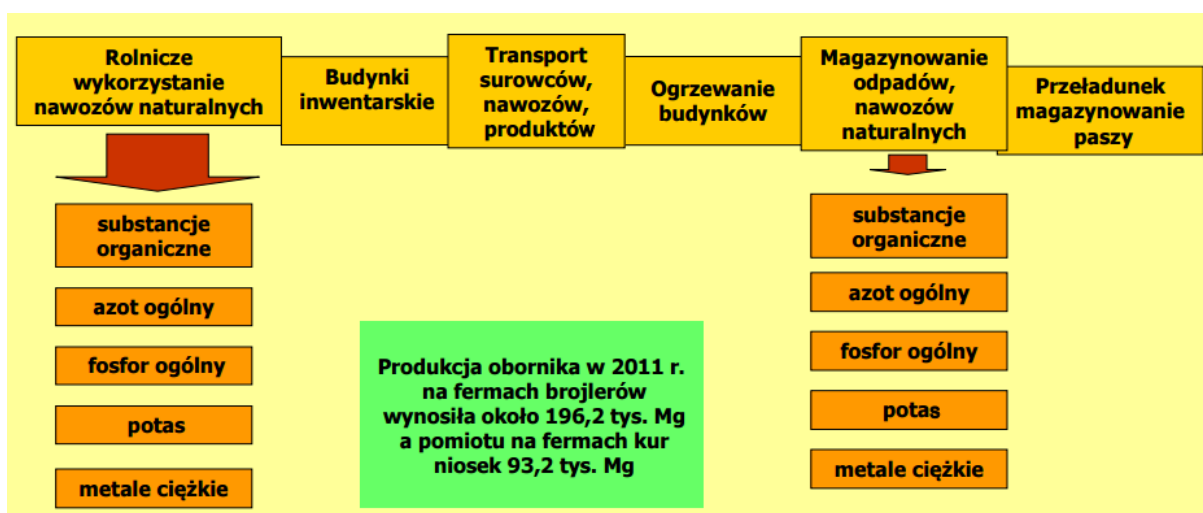 Rolnicze
wykorzystanie
nawozów naturalnych
Budynki
inwentarskie
Transport
surowców,
nawozów,
produktów
Ogrzewanie
budynków
Magazynowanie
odpadów,
nawozów
naturalnych
Przeładunek
magazynowanie
paszy
substancje
organiczne
azot ogólny
fosfor ogólny
potas
metale ciężkie
Produkcja obornika w 2011 r.
na fermach brojlerów
wynosiła około 196,2 tys. Mg
a pomiotu na fermach kur
niosek 93,2 tys. Mg
substancje
organiczne
azot ogólny
fosfor ogólny
potas
metale ciężkie